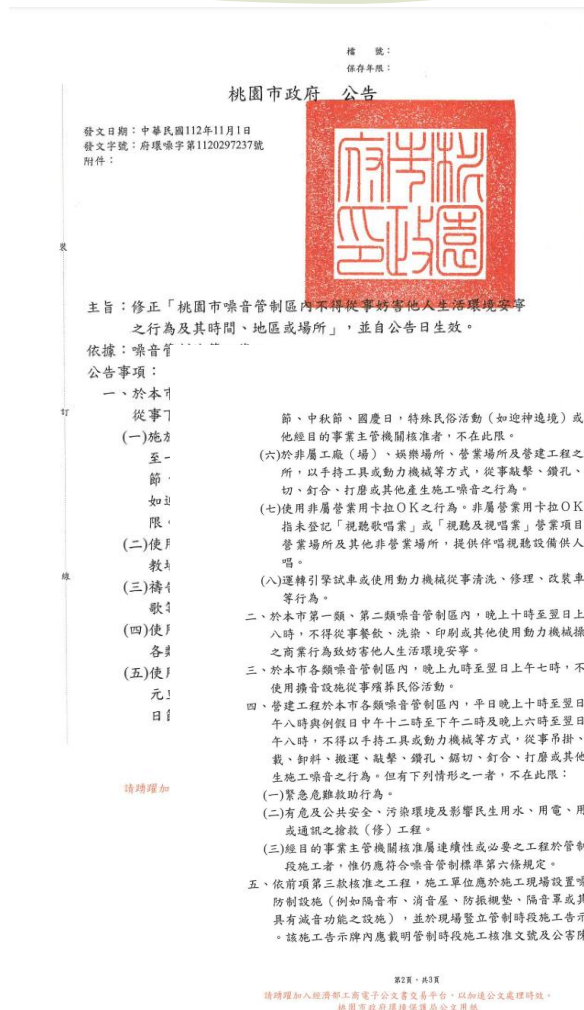 檔　　號：
保存年限：
桃園市政府　公告
發文日期：中華民國112年11月1日
發文字號：府環噪字第1120297237號
附件：
桃園市政府印
裝
主旨：修正「桃園市噪音管制區內不得從事妨害他人生活環境安寧
之行為及其時間、地區或場所」，並自公告日生效。
依據：噪音管
公告事項：
一、於本市
訂
從事下
(一)施放
至一
節，
如迎
限。
(二)使用
線
教
(三)禱
歌
(四)使用
各類
(五)使用
元
日
請踴躍加
節、中秋節、國慶日，特殊民俗活動（如迎神遶境）或
他經目的事業主管機關核准者，不在此限。
(六)於非屬工廠（場）、娛樂場所、營業場所及營建工程之
所，以手持工具或動力機械等方式，從事敲擊、鑽孔、
切、釘合、打磨或其他產生施工噪音之行為。
(七)使用非屬營業用卡拉OK之行為。非屬營業用卡拉OK
指未登記「視聽歌唱業」或「視聽及視唱業」營業項目
營業場所及其他非營業場所，提供伴唱視聽設備供人
唱。
(八)運轉引擎試車或使用動力機械從事清洗、修理、改裝車
等行為。
二、於本市第一類、第二類噪音管制區內，晚上十時至翌日上
八時，不得從事餐飲、洗染、印刷或其他使用動力機械操
之商業行為致妨害他人生活環境安寧。
三、於本市各類噪音管制區內，晚上九時至翌日上午七時，不
使用擴音設施從事殯葬民俗活動。
四、營建工程於本市各類噪音管制區內，平日晚上十時至翌日
午八時與例假日中午十二時至下午二時及晚上六時至翌日
午八時，不得以手持工具或動力機械等方式，從事吊掛、
載、卸料、搬運、敲擊、鑽孔、鋸切、釘合、打磨或其他
生施工噪音之行為。但有下列情形之一者，不在此限：
(一)緊急危難救助行為。
(二)有危及公共安全、污染環境及影響民生用水、用電、用
或通訊之搶救（修）工程。
(三)經目的事業主管機關核准屬連續性或必要之工程於管制
段施工者，惟仍應符合噪音管制標準第六條規定。
五、依前項第三款核准之工程，施工單位應於施工現場設置噪
防制設施（例如隔音布、消音屋、防振襯墊、隔音罩或其
具有減音功能之設施），並於現場豎立管制時段施工告示
。該施工告示牌內應載明管制時段施工核准文號及公害陳
第2頁，共3頁
請踴躍加入經濟部工商電子公文書交易平台，以加速公文處理時效。
桃園市政府環境保護局公文用紙